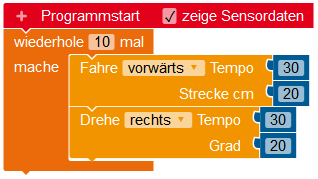 + Programmstart ✓ zeige Sensordaten
wiederhole 10 mal
mache Fahre vorwärts Tempo 30
Strecke cm 20
Drehe rechts Tempo 30
Grad 20